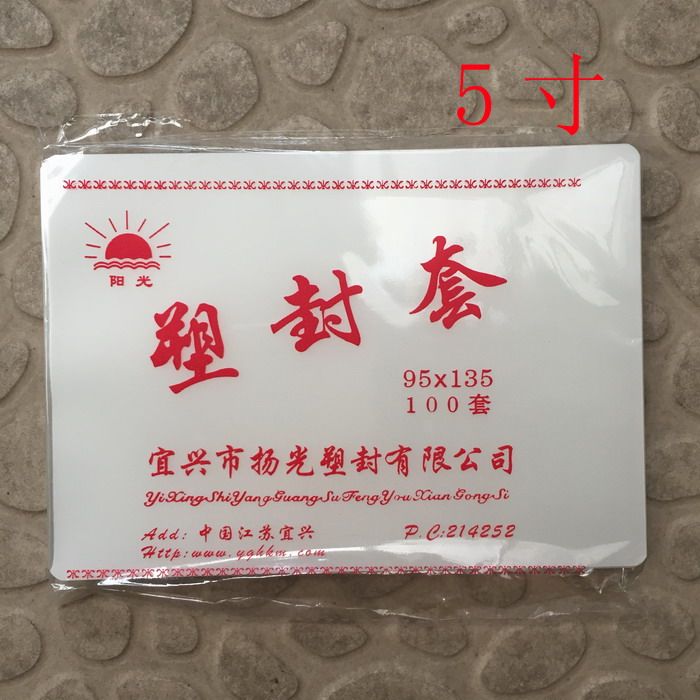 5寸
阳光
塑封套
95x135
100套
宜兴市扬光塑封有限公司
YiXingShiYangGuangSuFengYouXianGongSi
Add: 中国江苏宜兴 P.C:214252
Http:www.yghkm.com